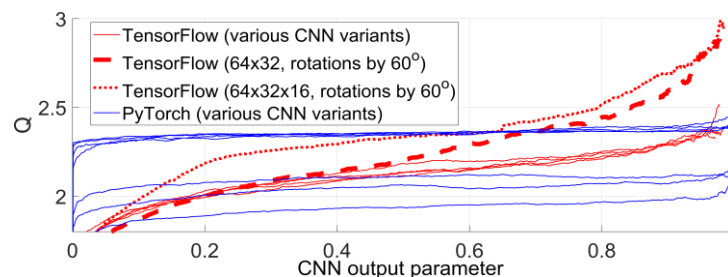 3
TensorFlow (various CNN variants)
TensorFlow (64x32, rotations by 60°)
2.5
TensorFlow (64x32x16, rotations by 60°)
PyTorch (various CNN variants)
Q
2
0 0.2 0.4 0.6 0.8
CNN output parameter